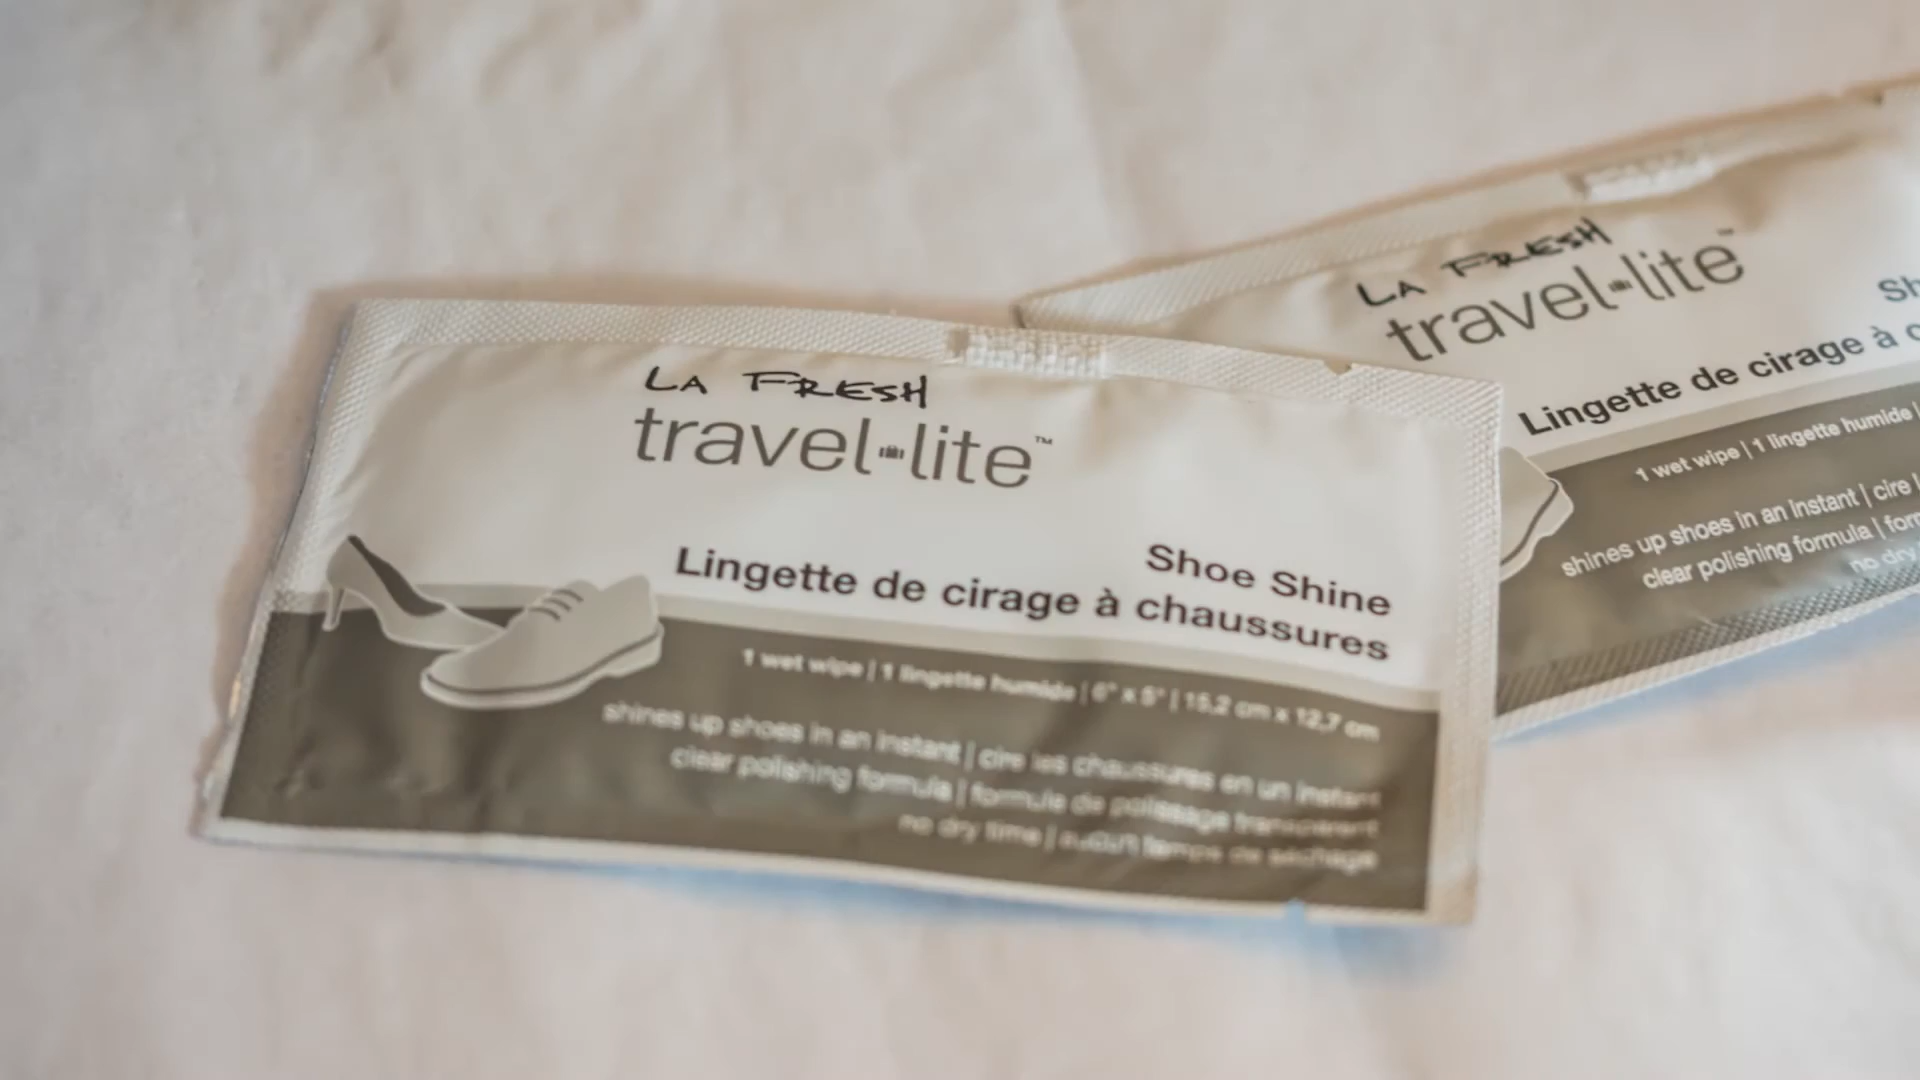 LA FRESH
travel lite™
Shoe Shine
Lingette de cirage à chaussures
1 wet wipe | 1 lingette humide | 6" x 5" | 15,2 cm x 12,7 cm
shines up shoes in an instant | cire les chaussures en un instant
clear polishing formula | formule de polissage transparent
no dry time | aucun temps de séchage
LA FRESH
travel lite™
Sh
Lingette de cirage à c
1 wet wipe | 1 lingette humide |
shines up shoes in an instant | cire l
clear polishing formula | form
no dry